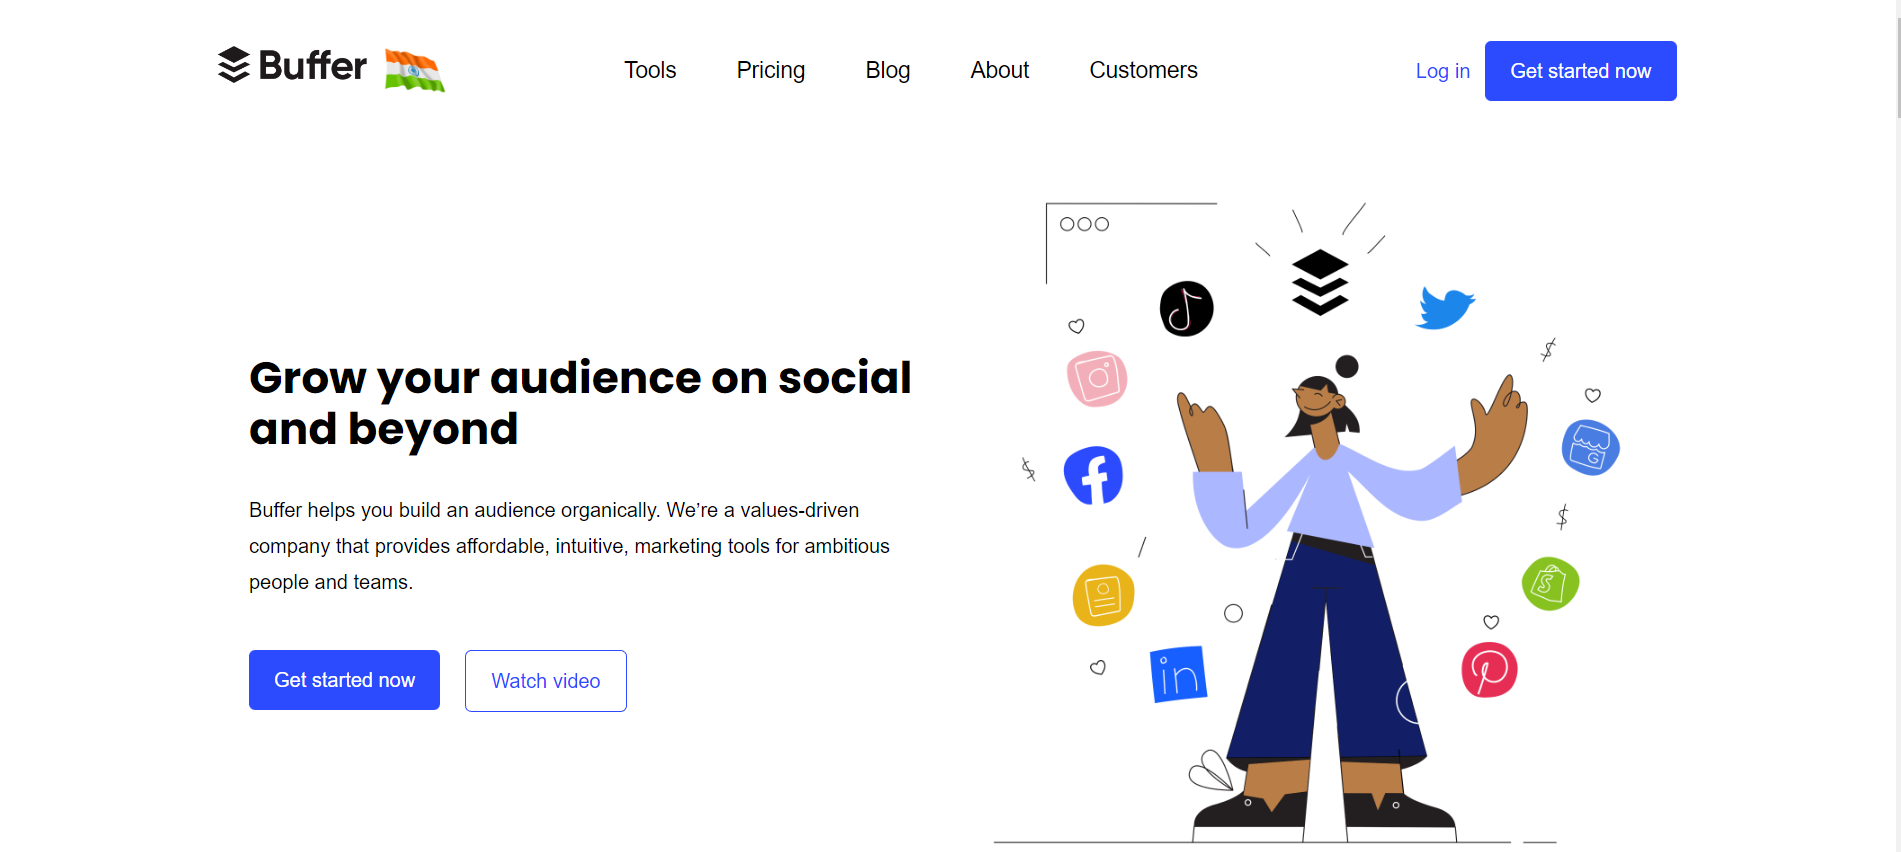 Buffer
Tools
Pricing
Blog
About
Customers
Log in
Get started now
Grow your audience on social
and beyond
Buffer helps you build an audience organically. We’re a values-driven
company that provides affordable, intuitive, marketing tools for ambitious
people and teams.
Get started now
Watch video
f
G
S
in